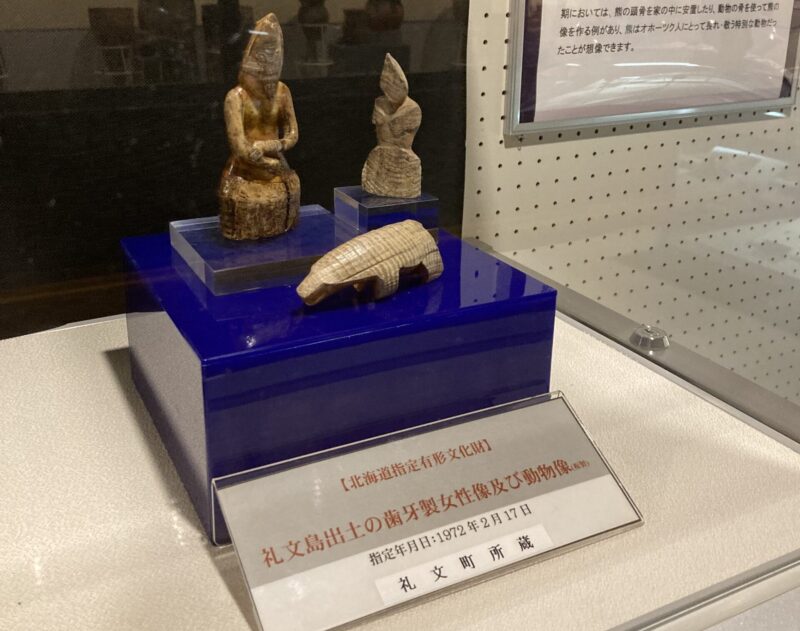 期においては、熊の頭骨を家の中に安置したり、動物の骨を使って熊の
像を作る例があり、熊はオホーツク人にとって畏れ・敬う特別な動物だっ
たことが想像できます。
【北海道指定有形文化財】
礼文島出土の歯牙製女性像及び動物像(複製)
指定年月日:1972年2月17日
礼文町所蔵